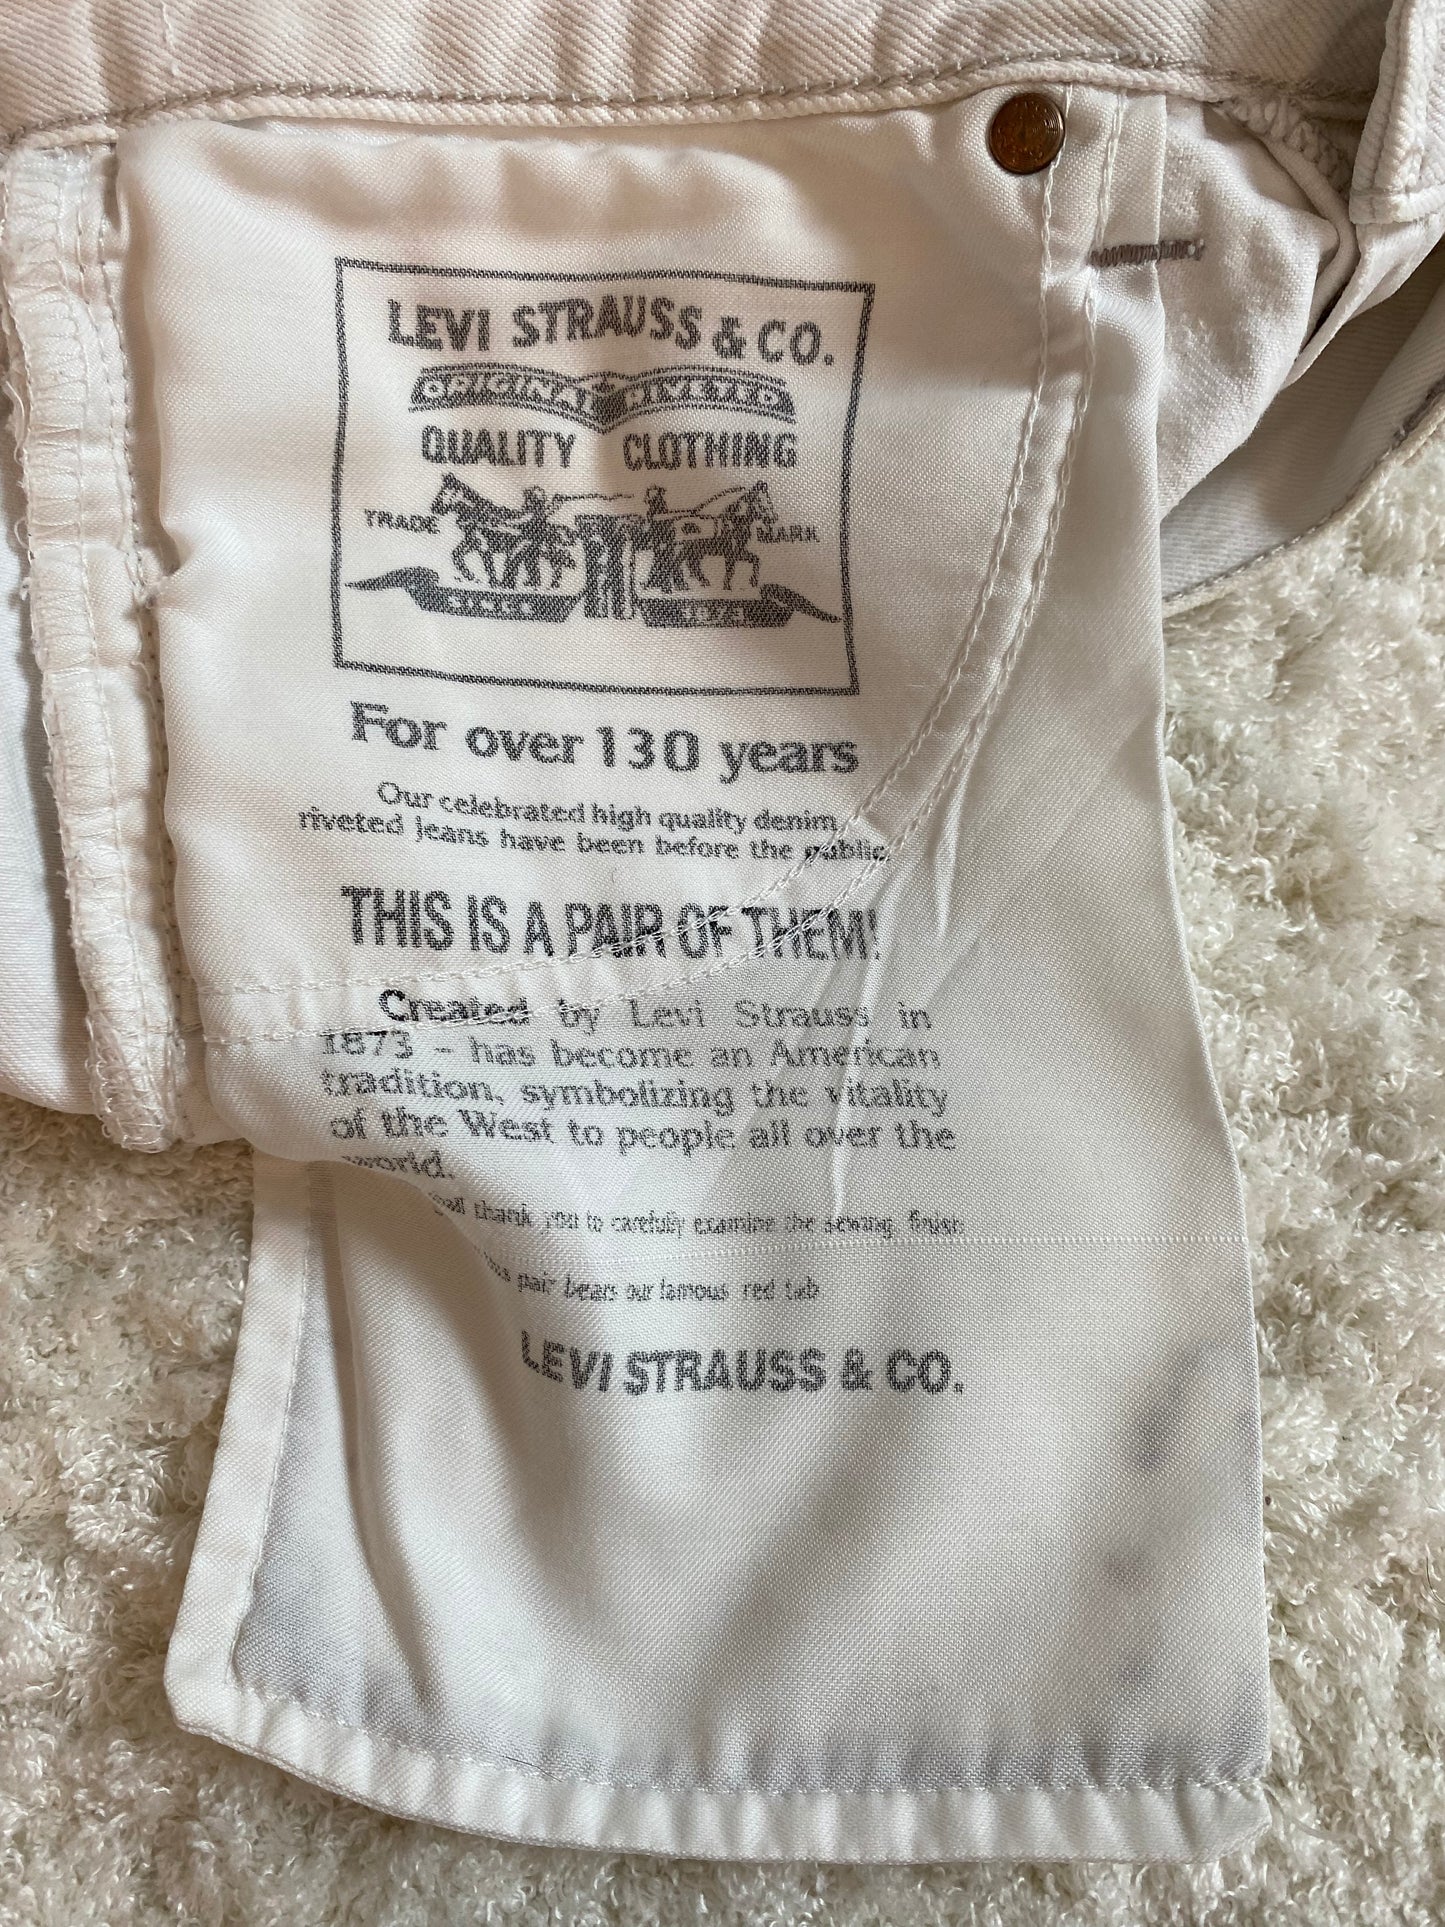 LEVI STRAUSS & CO.
ORIGINAL RIVETED
QUALITY CLOTHING
TRADE MARK
For over 130 years
Our celebrated high quality denim
riveted jeans have been before the public
THIS IS A PAIR OF THEM!
Created by Levi Strauss in
1873 – has become an American
tradition, symbolizing the vitality
of the West to people all over the
world.
shall thank you to carefully examine the sewing, finish
this pair bears our famous red tab
LEVI STRAUSS & CO.